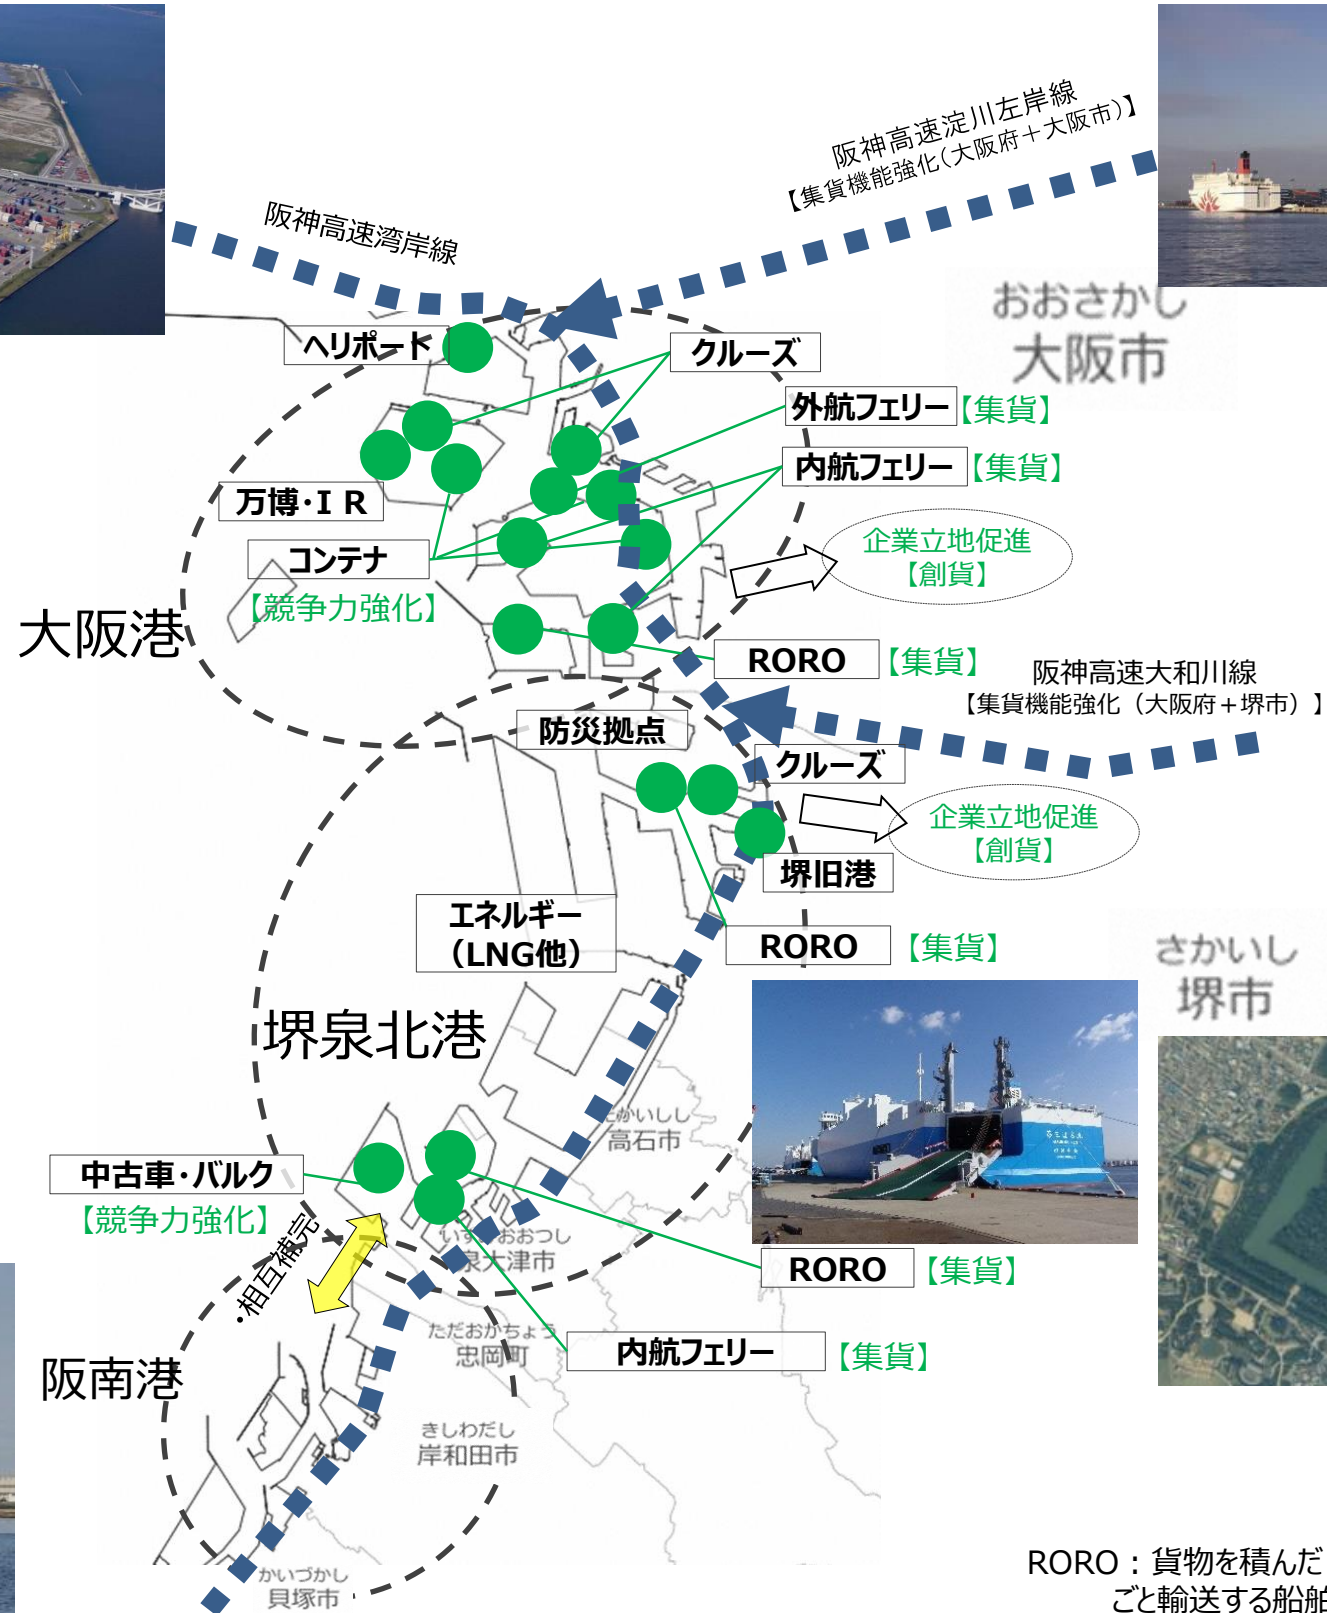 阪神高速淀川左岸線
【集貨機能強化（大阪府＋大阪市）】
阪神高速湾岸線
おおさかし
大阪市
ヘリポート
クルーズ
外航フェリー【集貨】
内航フェリー【集貨】
万博・ＩＲ
コンテナ
【競争力強化】
企業立地促進
【創貨】
大阪港
RORO 【集貨】
阪神高速大和川線
【集貨機能強化（大阪府＋堺市）】
防災拠点
クルーズ
企業立地促進
【創貨】
堺旧港
エネルギー
（LNG他）
RORO 【集貨】
さかいし
堺市
堺泉北港
高石市
中古車・バルク
【競争力強化】
・相互補完
おおつし
泉大津市
RORO 【集貨】
ただおかちょう
忠岡町
内航フェリー 【集貨】
阪南港
きしわだし
岸和田市
かいづかし
貝塚市
RORO：貨物を積んだ
ごと輸送する船舶